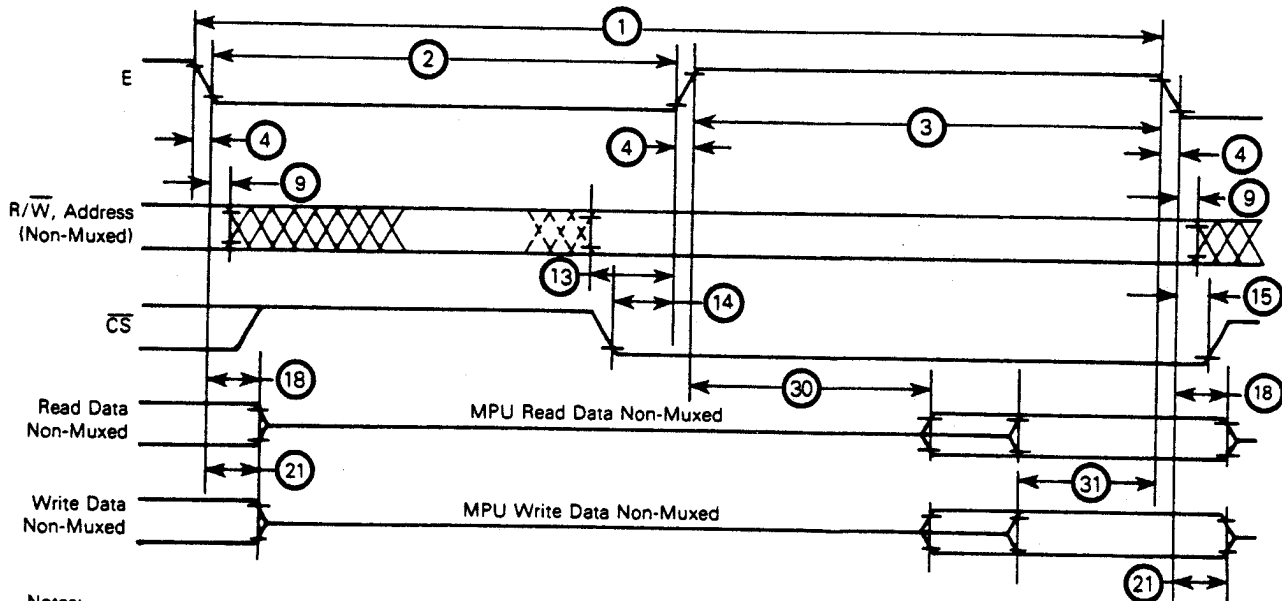 1
2
E
3
4
4
4
9
9
R/W̅, Address
(Non-Muxed)
13
14
15
C̅S̅
18
30
18
Read Data
Non-Muxed
MPU Read Data Non-Muxed
21
31
Write Data
Non-Muxed
MPU Write Data Non-Muxed
21